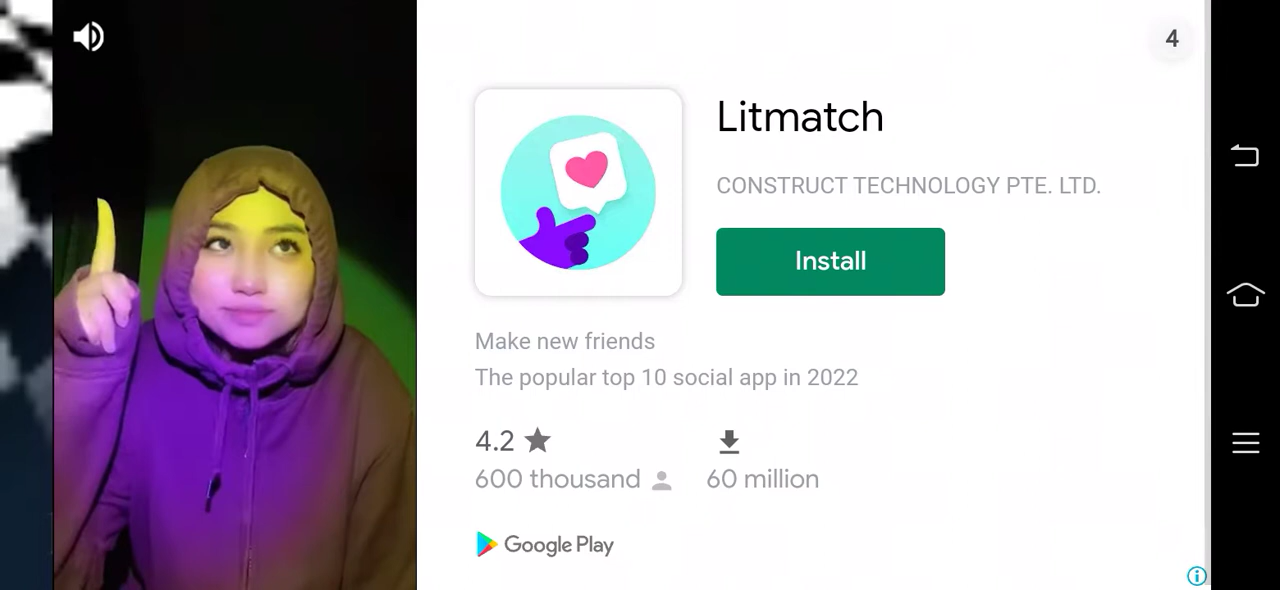 4
Litmatch
CONSTRUCT TECHNOLOGY PTE. LTD.
Install
Make new friends
The popular top 10 social app in 2022
4.2
600 thousand
60 million
Google Play